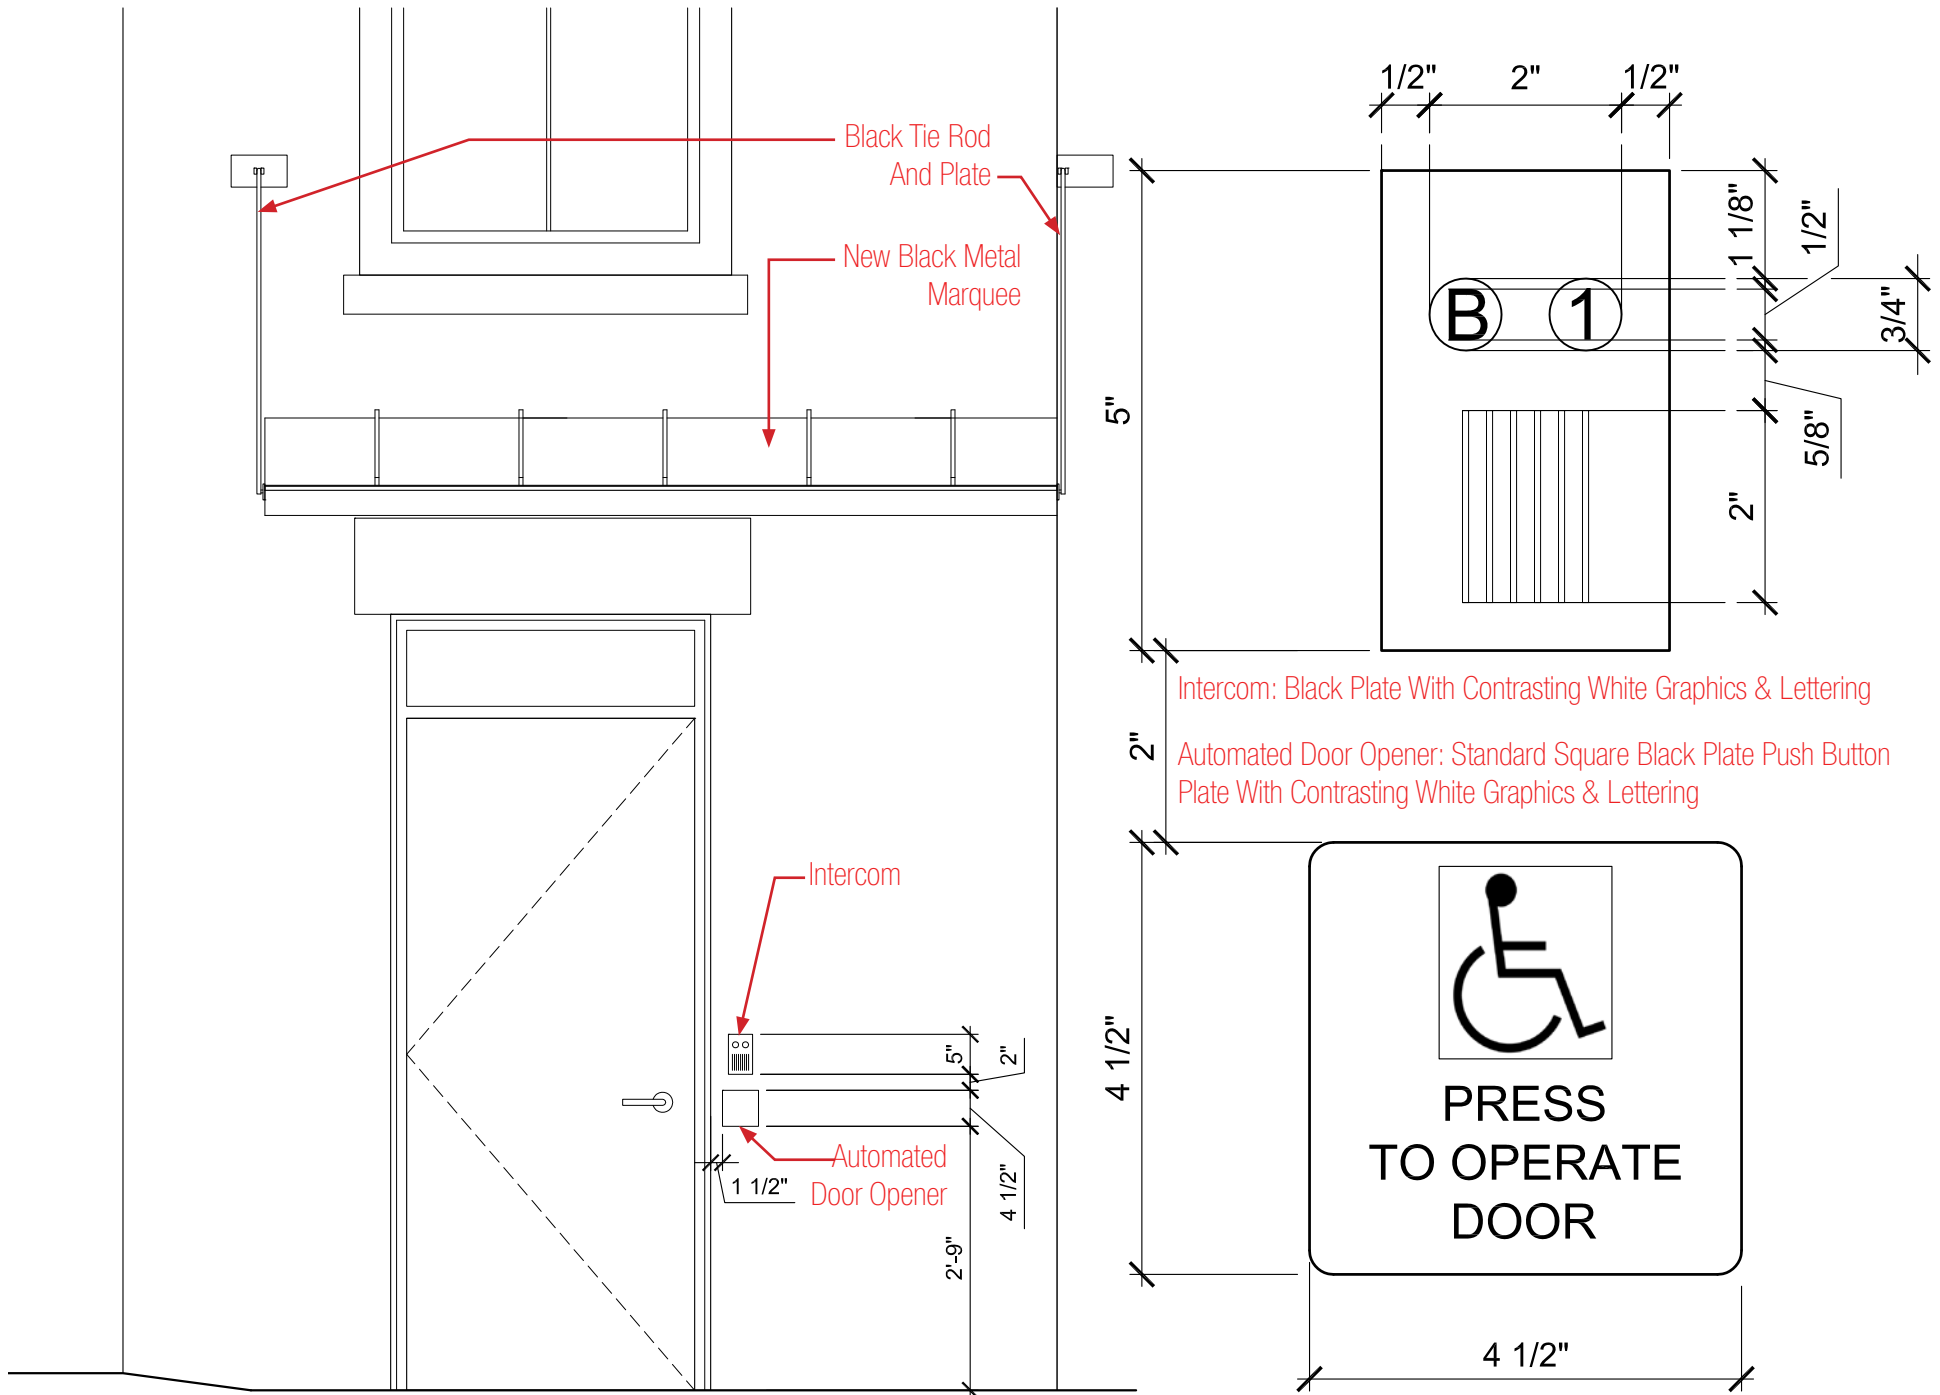 Black Tie Rod
And Plate
New Black Metal
Marquee
Intercom
5"
2"
Automated
Door Opener
1 1/2"
4 1/2"
2'-9"
1/2"
2"
1/2"
1 1/8"
1/2"
3/4"
B
1
5"
5/8"
2"
Intercom: Black Plate With Contrasting White Graphics & Lettering
2"
Automated Door Opener: Standard Square Black Plate Push Button
Plate With Contrasting White Graphics & Lettering
4 1/2"
PRESS
TO OPERATE
DOOR
4 1/2"